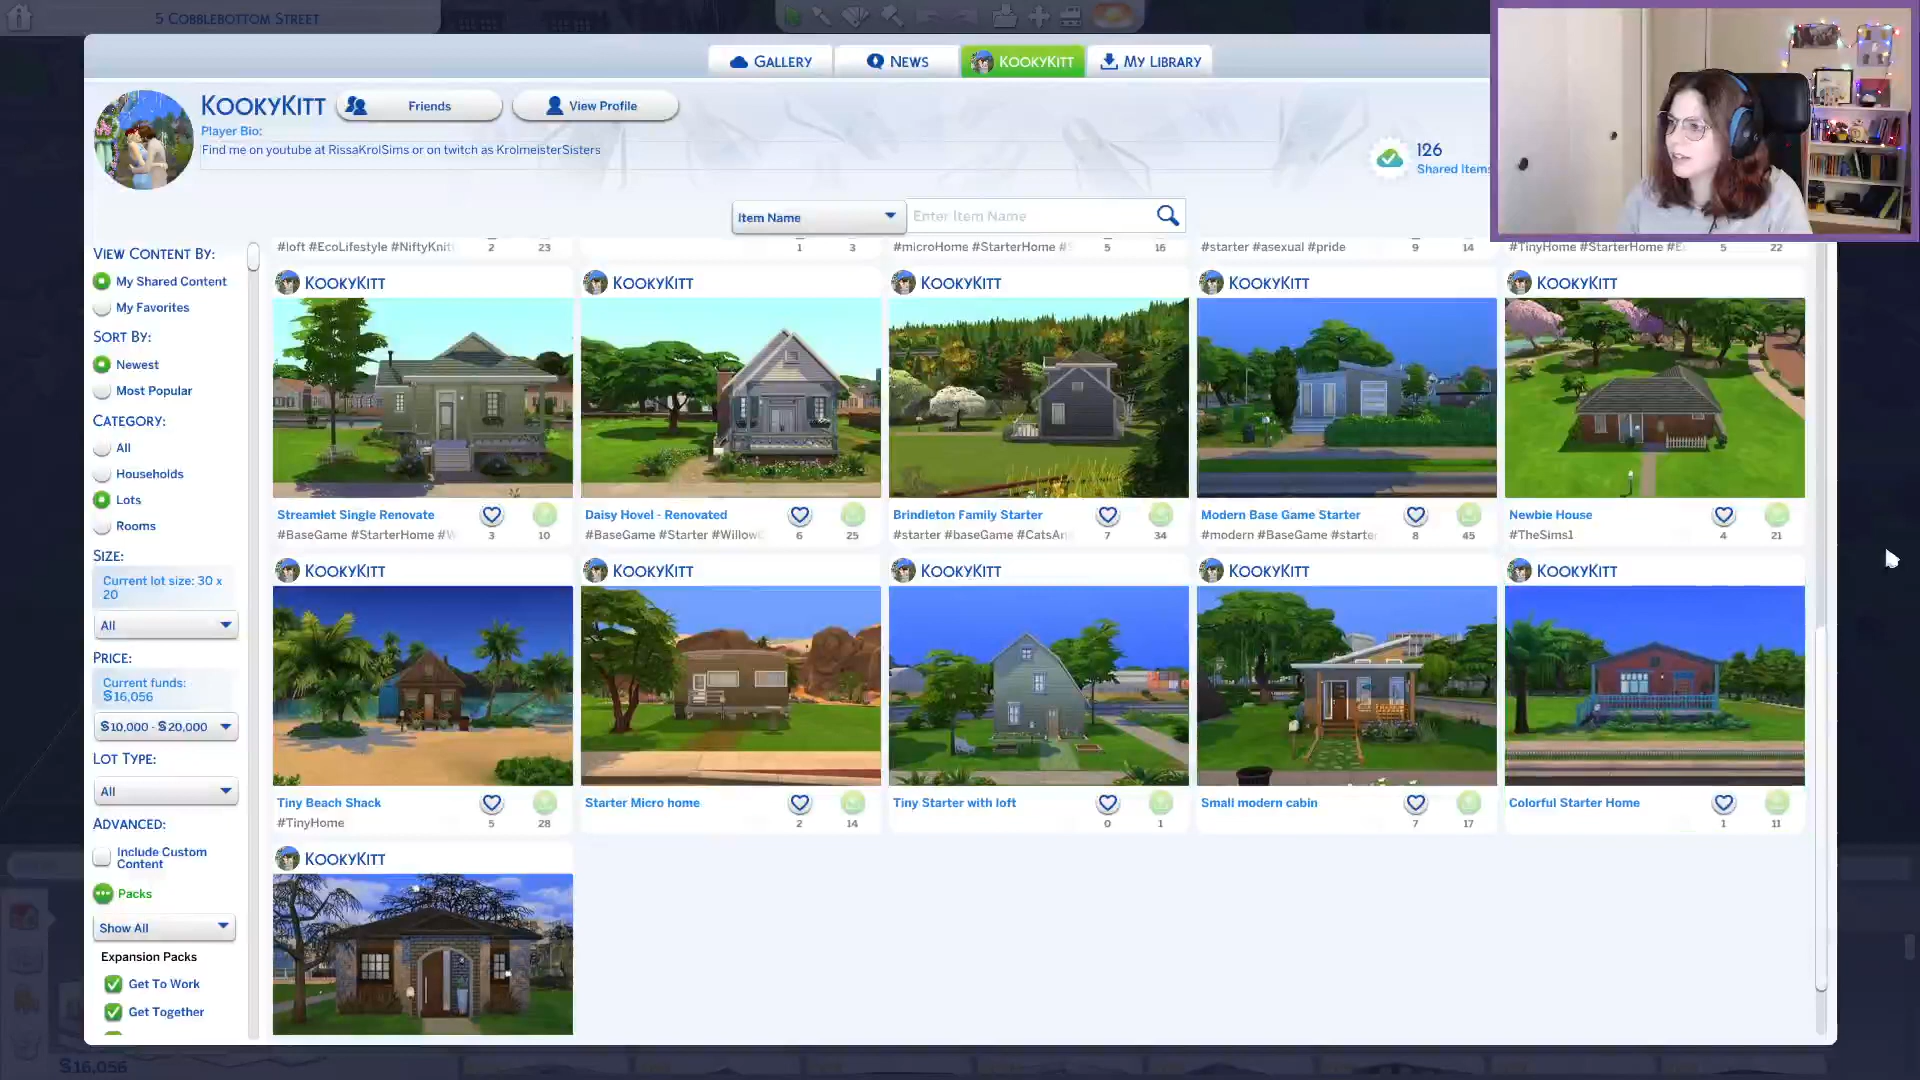 5 Cobblebottom Street
Gallery
News
KookyKitt
My Library
KookyKitt
Friends
View Profile
Player Bio:
Find me on youtube at RissaKrolSims or on twitch as KrolmeisterSisters
126
Shared Items
Item Name
Enter Item Name
View Content By:
My Shared Content
My Favorites
Sort By:
Newest
Most Popular
Category:
All
Households
Lots
Rooms
Size:
Current lot size: 30 x
20
All
Price:
Current funds:
§16,056
§10,000 - §20,000
Lot Type:
All
Advanced:
Include Custom
Content
Packs
Show All
Expansion Packs
Get To Work
Get Together
#loft #EcoLifestyle #NiftyKnit 2 23
1 3
#microHome #StarterHome 5 16
#starter #asexual #pride 9 14
#TinyHome #StarterHome 5 22
KookyKitt
KookyKitt
KookyKitt
KookyKitt
KookyKitt
Streamlet Single Renovate
#BaseGame #StarterHome #W 3 10
Daisy Hovel - Renovated
#BaseGame #Starter #Willow 6 25
Brindleton Family Starter
#starter #baseGame #CatsAn 7 34
Modern Base Game Starter
#modern #BaseGame #starter 8 45
Newbie House
#TheSims1 4 21
KookyKitt
KookyKitt
KookyKitt
KookyKitt
KookyKitt
Tiny Beach Shack
#TinyHome 5 28
Starter Micro home
2 14
Tiny Starter with loft
0 1
Small modern cabin
7 17
Colorful Starter Home
1 11
KookyKitt
§16,056